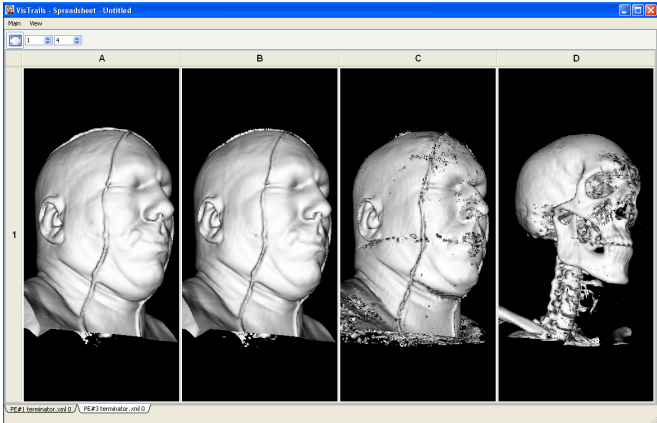 VisTrails - Spreadsheet - Untitled
Main View
1 4
A B C D
1
PE#1 terminator.xml 0 PE#3 terminator.xml 0